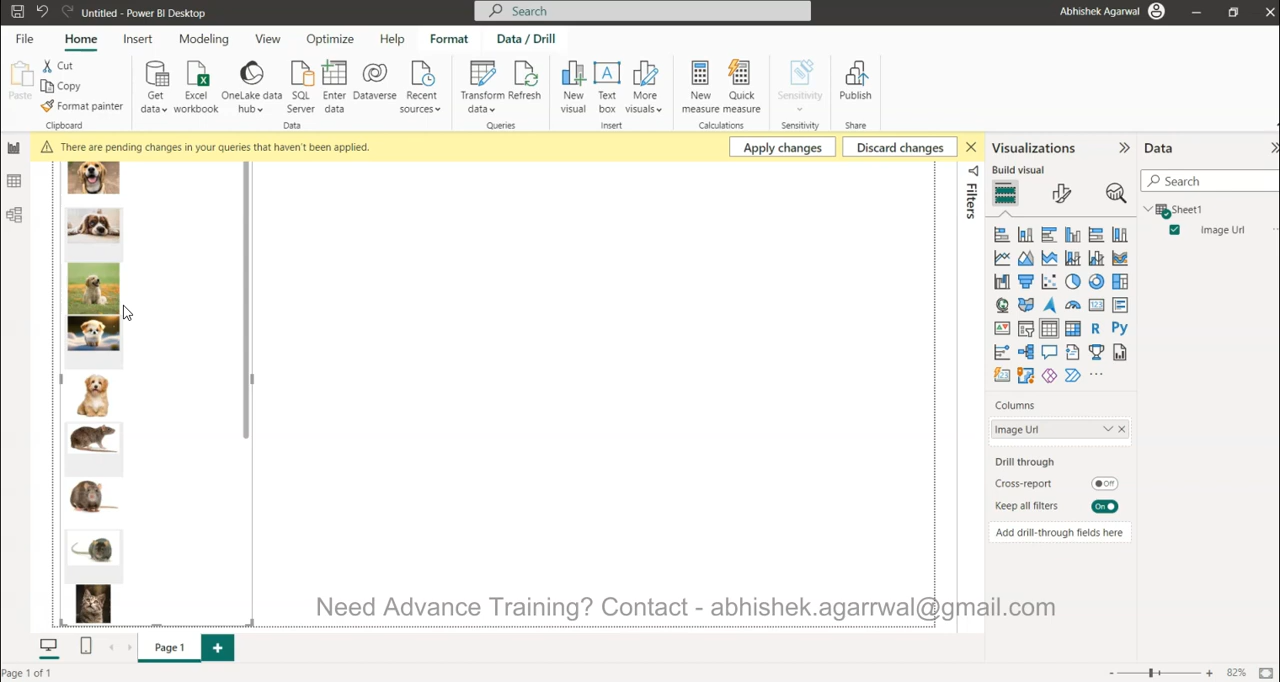 Untitled - Power BI Desktop
Search
Abhishek Agarwal
File
Home
Insert
Modeling
View
Optimize
Help
Format
Data / Drill
Paste
Cut
Copy
Format painter
Clipboard
Get data
Excel workbook
OneLake data hub
SQL Server
Enter data
Dataverse
Recent sources
Data
Transform data
Refresh
Queries
New visual
Text box
More visuals
Insert
New measure
Quick measure
Calculations
Sensitivity
Sensitivity
Publish
Share
There are pending changes in your queries that haven't been applied.
Apply changes
Discard changes
Filters
Visualizations
Build visual
123
R
Py
123
Columns
Image Url
Drill through
Cross-report
Off
Keep all filters
On
Add drill-through fields here
Data
Search
Sheet1
Image Url
Need Advance Training? Contact - abhishek.agarrwal@gmail.com
Page 1
Page 1 of 1
82%